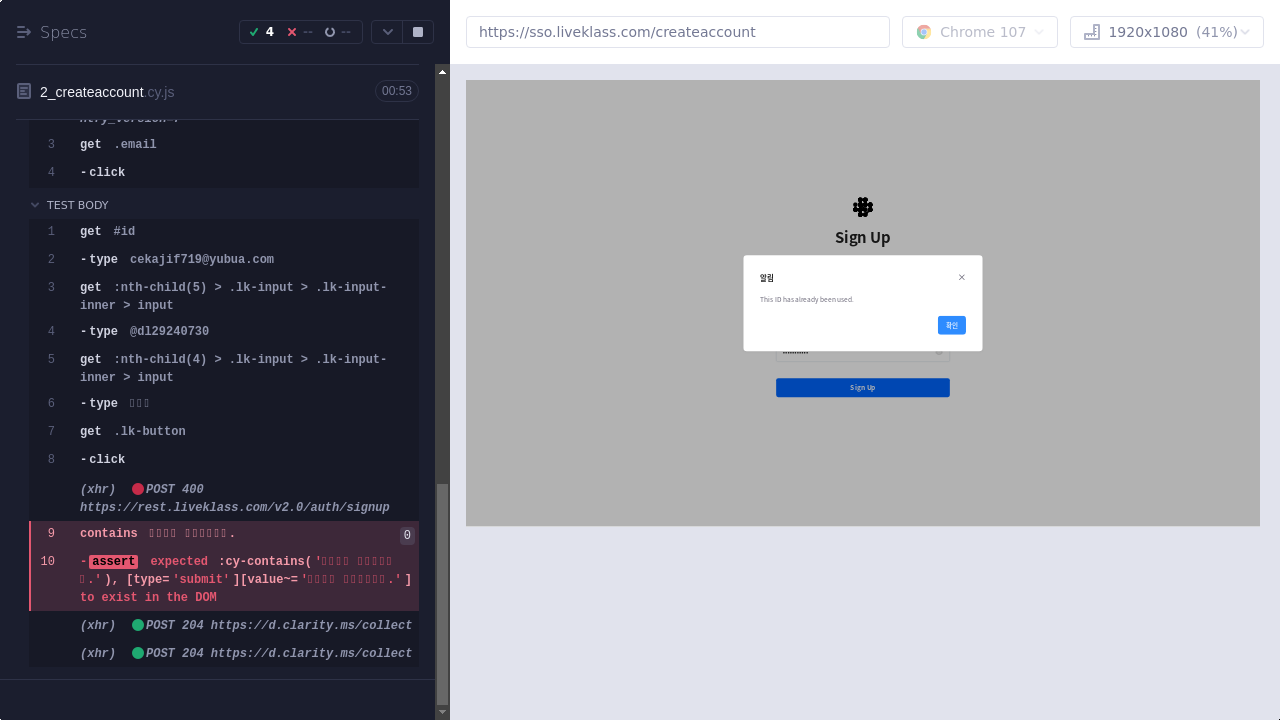 Specs
4
--
--
https://sso.liveklass.com/createaccount
Chrome 107
1920x1080 (41%)
2_createaccount.cy.js
00:53
ntry_version=7
3 get .email
4 -click
TEST BODY
1 get #id
2 -type cekajif719@yubua.com
3 get :nth-child(5) > .lk-input > .lk-input-
inner > input
4 -type @dl29240730
5 get :nth-child(4) > .lk-input > .lk-input-
inner > input
6 -type
7 get .lk-button
8 -click
(xhr) POST 400
https://rest.liveklass.com/v2.0/auth/signup
9 contains . 0
10 -assert expected :cy-contains('
.'), [type='submit'][value~=' .']
to exist in the DOM
(xhr) POST 204 https://d.clarity.ms/collect
(xhr) POST 204 https://d.clarity.ms/collect
Sign Up
알림
This ID has already been used.
확인
Sign Up